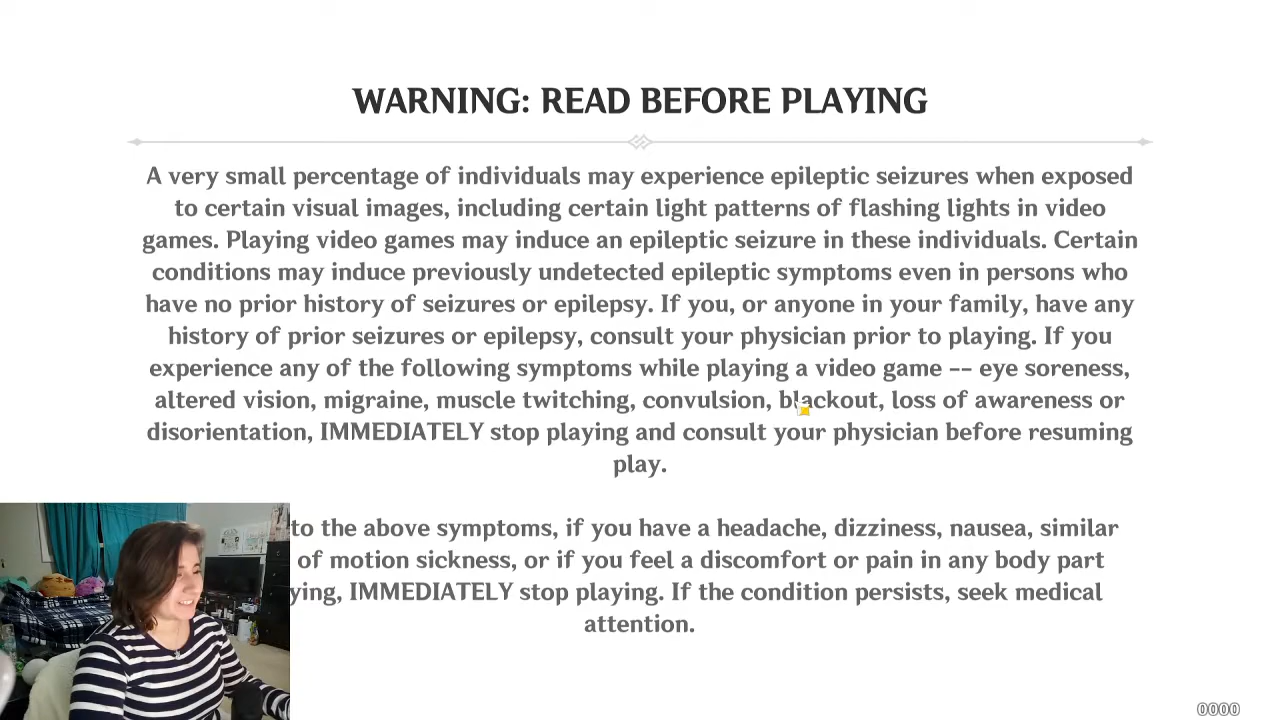 WARNING: READ BEFORE PLAYING
A very small percentage of individuals may experience epileptic seizures when exposed
to certain visual images, including certain light patterns of flashing lights in video
games. Playing video games may induce an epileptic seizure in these individuals. Certain
conditions may induce previously undetected epileptic symptoms even in persons who
have no prior history of seizures or epilepsy. If you, or anyone in your family, have any
history of prior seizures or epilepsy, consult your physician prior to playing. If you
experience any of the following symptoms while playing a video game -- eye soreness,
altered vision, migraine, muscle twitching, convulsion, blackout, loss of awareness or
disorientation, IMMEDIATELY stop playing and consult your physician before resuming
play.
to the above symptoms, if you have a headache, dizziness, nausea, similar
of motion sickness, or if you feel a discomfort or pain in any body part
ying, IMMEDIATELY stop playing. If the condition persists, seek medical
attention.
0000